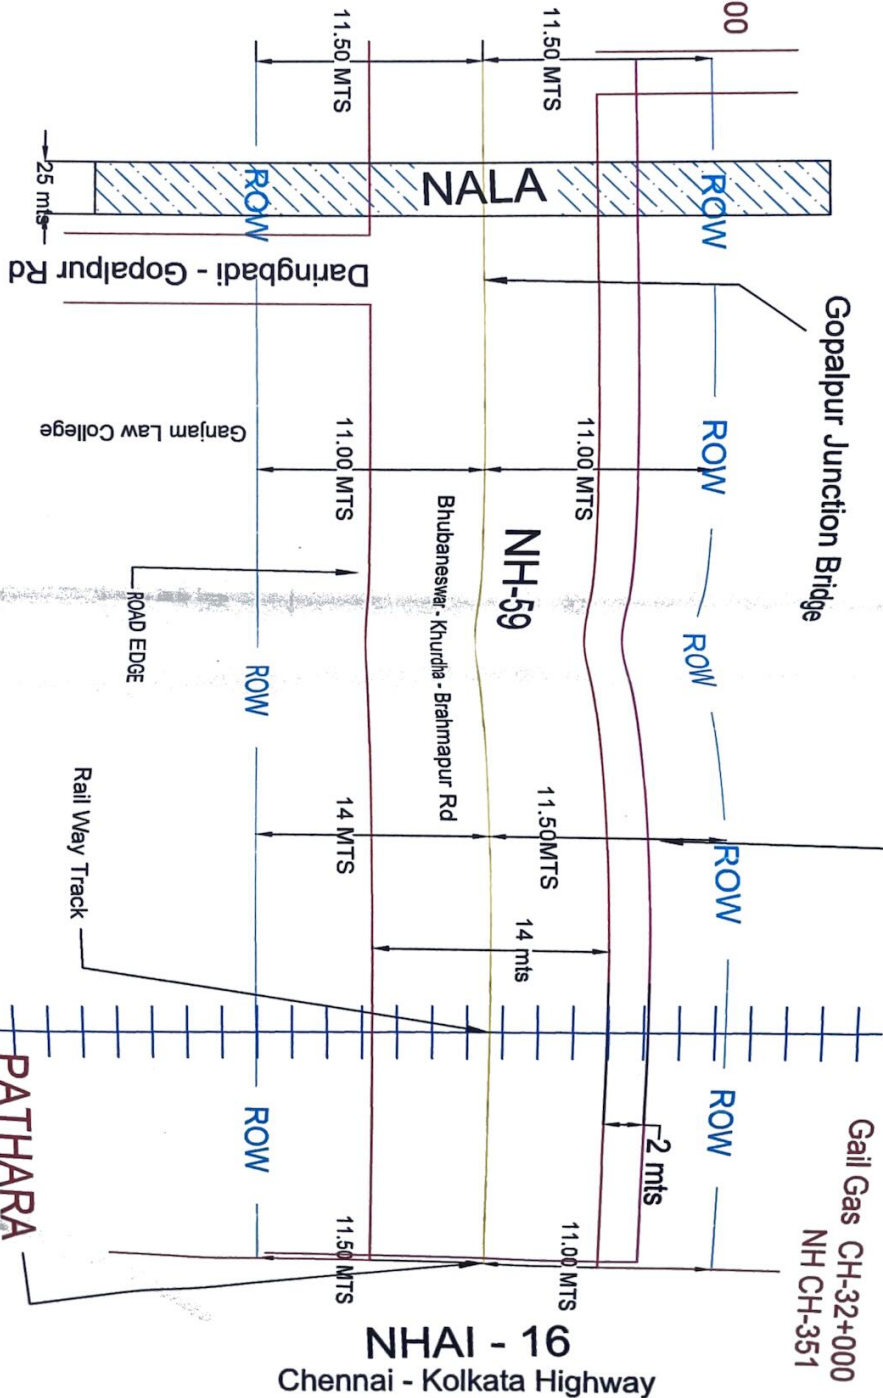 00
11.50 MTS
11.50 MTS
ROW
NALA
ROW
25 mts
Daringbadi - Gopalpur Rd
Gopalpur Junction Bridge
Ganjam Law College
11.00 MTS
11.00 MTS
ROW
NH-59
Bhubaneswar - Khurdha - Brahmapur Rd
ROAD EDGE
ROW
ROW
Rail Way Track
14 MTS
11.50MTS
ROW
14 mts
PATHARA
ROW
ROW
2 mts
Gail Gas CH-32+000
NH CH-351
11.50 MTS
11.00 MTS
NHAI - 16
Chennai - Kolkata Highway